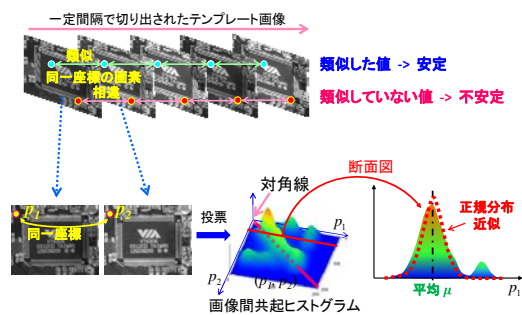 一定間隔で切り出されたテンプレート画像
類似
同一座標の画素
相違
類似した値 -> 安定
類似していない値 -> 不安定
p1
p2
同一座標
VIA
投票
対角線
p1
p2
(p1, p2)
画像間共起ヒストグラム
断面図
正規分布
近似
平均 μ
p1